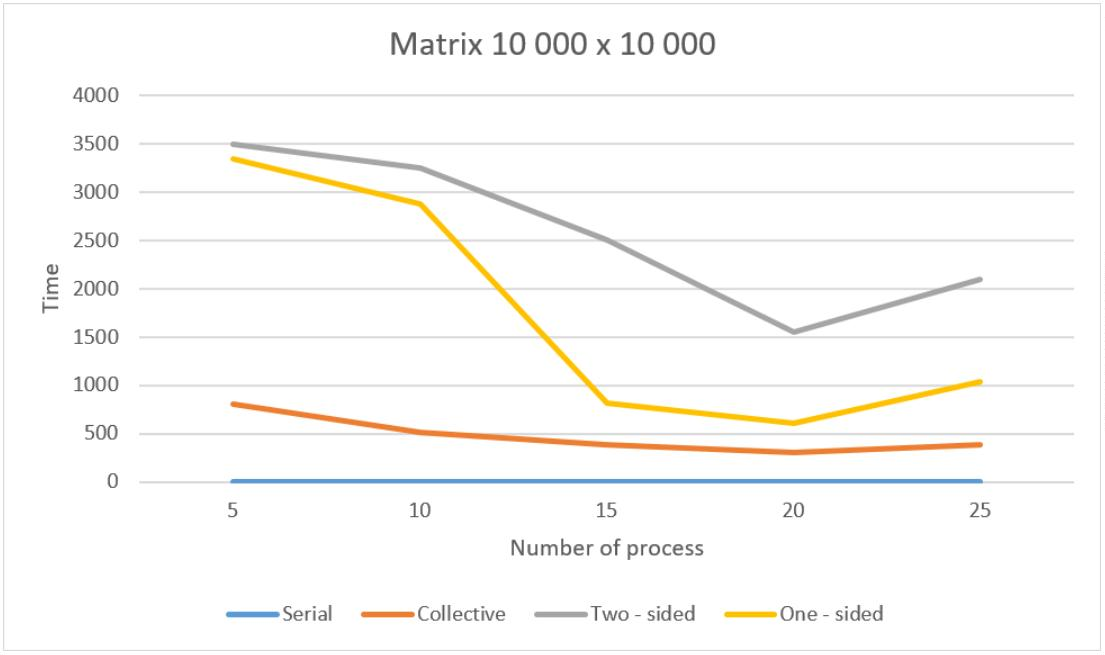 Matrix 10 000 x 10 000
4000
3500
3000
2500
2000
1500
1000
500
0
Time
5 10 15 20 25
Number of process
Serial Collective Two - sided One - sided